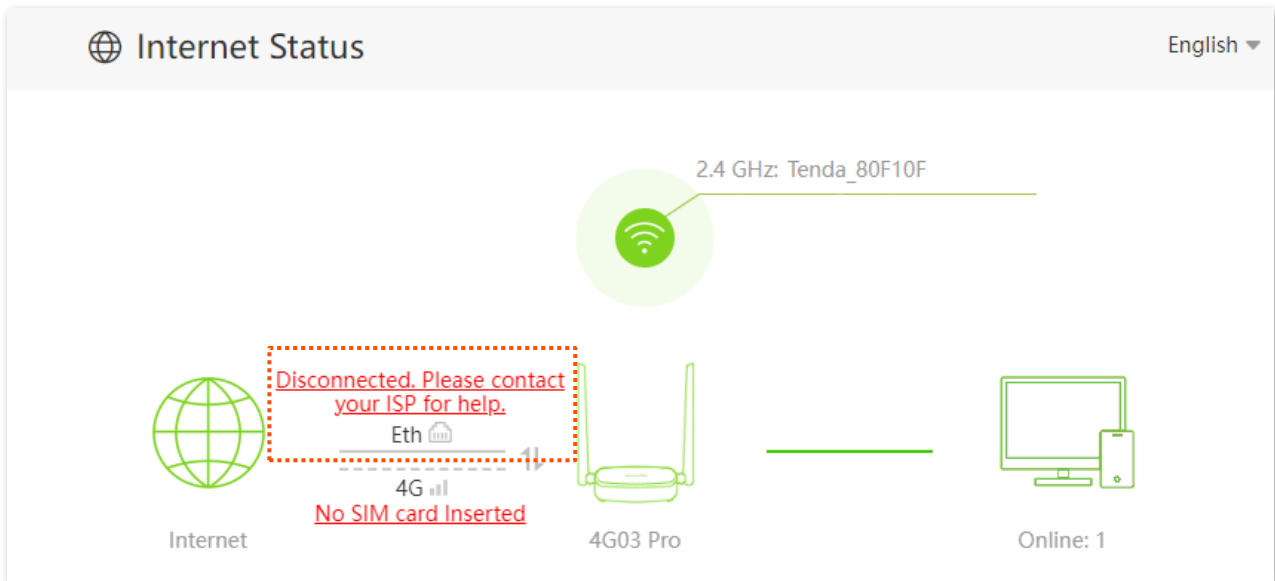 Internet Status
English
2.4 GHz: Tenda_80F10F
Disconnected. Please contact
your ISP for help.
Eth
4G
No SIM card Inserted
Internet
4G03 Pro
Online: 1